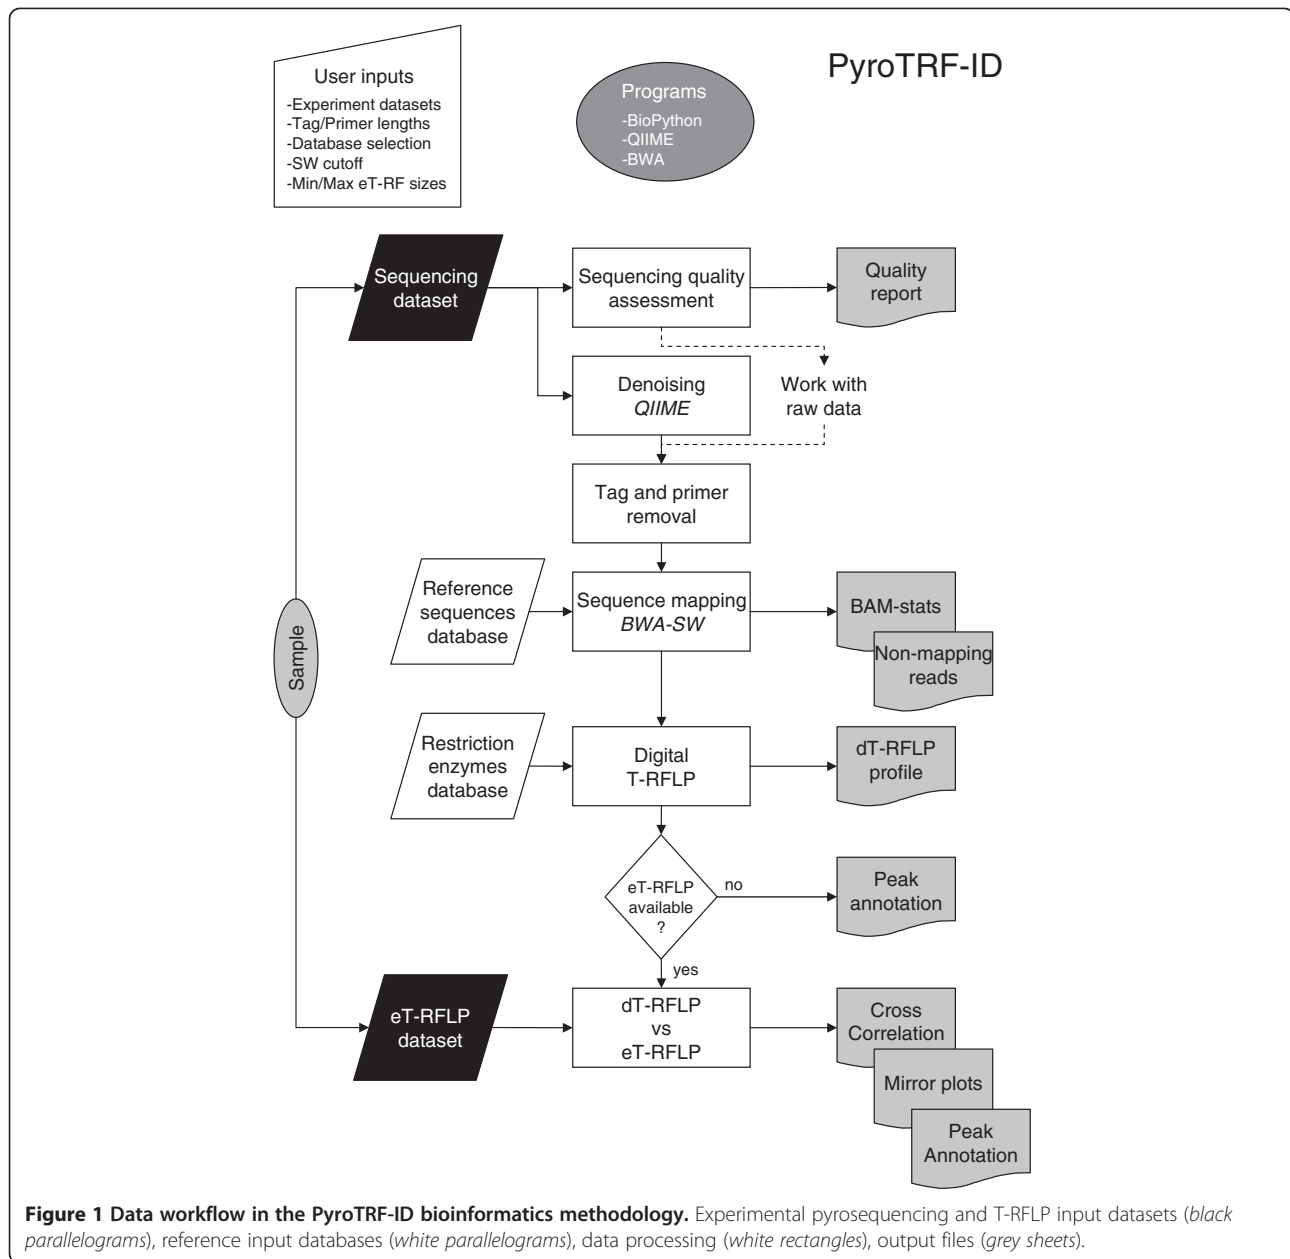 PyroTRF-ID
User inputs
-Experiment datasets
-Tag/Primer lengths
-Database selection
-SW cutoff
-Min/Max eT-RF sizes
Programs
-BioPython
-QIIME
-BWA
Sequencing
dataset
Sequencing quality
assessment
Quality
report
Denoising
QIIME
Work with
raw data
Tag and primer
removal
Reference
sequences
database
Sequence mapping
BWA-SW
BAM-stats
Non-mapping
reads
Sample
Restriction
enzymes
database
Digital
T-RFLP
dT-RFLP
profile
eT-RFLP
available
?
no
Peak
annotation
yes
eT-RFLP
dataset
dT-RFLP
vs
eT-RFLP
Cross
Correlation
Mirror plots
Peak
Annotation
Figure 1 Data workflow in the PyroTRF-ID bioinformatics methodology. Experimental pyrosequencing and T-RFLP input datasets (black
parallelograms), reference input databases (white parallelograms), data processing (white rectangles), output files (grey sheets).